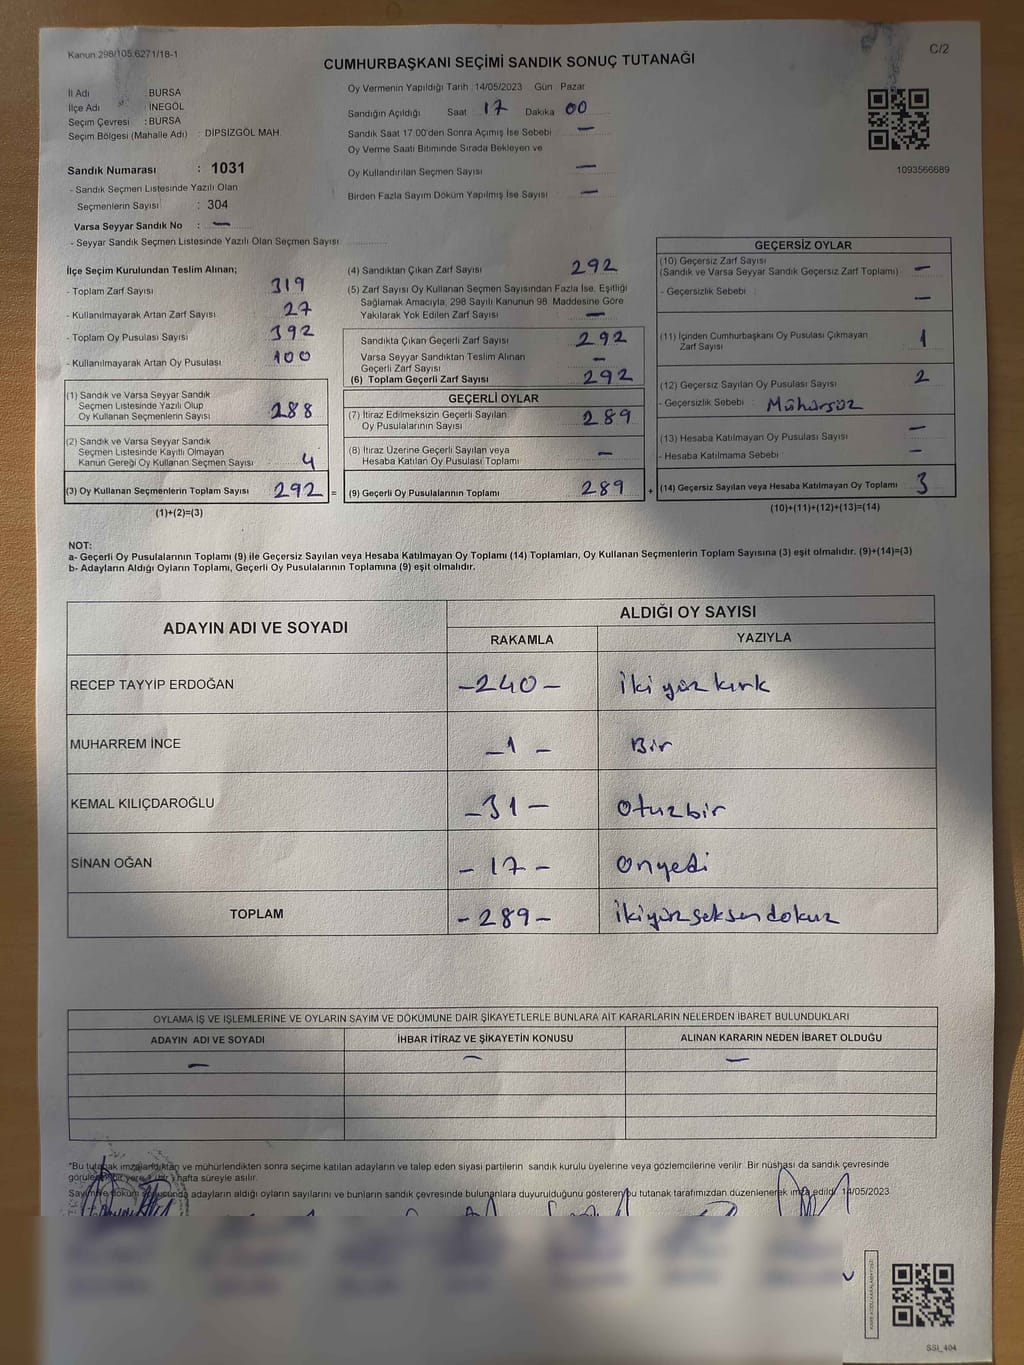 Kanun 298/105.6271/18-1
C/2
CUMHURBAŞKANI SEÇİMİ SANDIK SONUÇ TUTANAĞI
İl Adı : BURSA
İlçe Adı : İNEGÖL
Seçim Çevresi : BURSA
Seçim Bölgesi (Mahalle Adı) : DİPSİZGÖL MAH.
Sandık Numarası : 1031
- Sandık Seçmen Listesinde Yazılı Olan
Seçmenlerin Sayısı : 304
Varsa Seyyar Sandık No : —
- Seyyar Sandık Seçmen Listesinde Yazılı Olan Seçmen Sayısı
Oy Vermenin Yapıldığı Tarih 14/05/2023 Gün Pazar
Sandığın Açıldığı Saat 17 Dakika 00
Sandık Saat 17.00'den Sonra Açımış İse Sebebi —
Oy Verme Saati Bitiminde Sırada Bekleyen ve
Oy Kullandırılan Seçmen Sayısı —
Birden Fazla Sayım Döküm Yapılmış İse Sayısı —
1093566689
İlçe Seçim Kurulundan Teslim Alınan;
- Toplam Zarf Sayısı 319
- Kullanılmayarak Artan Zarf Sayısı 27
- Toplam Oy Pusulası Sayısı 392
- Kullanılmayarak Artan Oy Pusulası 100
(1) Sandık ve Varsa Seyyar Sandık
Seçmen Listesinde Yazılı Olup
Oy Kullanan Seçmenlerin Sayısı 288
(2) Sandık ve Varsa Seyyar Sandık
Seçmen Listesinde Kayıtlı Olmayan
Kanun Gereği Oy Kullanan Seçmen Sayısı 4
(3) Oy Kullanan Seçmenlerin Toplam Sayısı 292 =
(1)+(2)=(3)
(4) Sandıktan Çıkan Zarf Sayısı 292
(5) Zarf Sayısı Oy Kullanan Seçmen Sayısından Fazla İse, Eşitliği
Sağlamak Amacıyla, 298 Sayılı Kanunun 98. Maddesine Göre
Yakılarak Yok Edilen Zarf Sayısı —
Sandıkta Çıkan Geçerli Zarf Sayısı 292
Varsa Seyyar Sandıktan Teslim Alınan
Geçerli Zarf Sayısı —
(6) Toplam Geçerli Zarf Sayısı 292
GEÇERLİ OYLAR
(7) İtiraz Edilmeksizin Geçerli Sayılan
Oy Pusulalarının Sayısı 289
(8) İtiraz Üzerine Geçerli Sayılan veya
Hesaba Katılan Oy Pusulası Toplamı —
(9) Geçerli Oy Pusulalarının Toplamı 289 +
GEÇERSİZ OYLAR
(10) Geçersiz Zarf Sayısı
(Sandık ve Varsa Seyyar Sandık Geçersiz Zarf Toplamı) —
- Geçersizlik Sebebi : —
(11) İçinden Cumhurbaşkanı Oy Pusulası Çıkmayan
Zarf Sayısı 1
(12) Geçersiz Sayılan Oy Pusulası Sayısı 2
- Geçersizlik Sebebi : Mühürsüz
(13) Hesaba Katılmayan Oy Pusulası Sayısı —
- Hesaba Katılmama Sebebi : —
(14) Geçersiz Sayılan veya Hesaba Katılmayan Oy Toplamı 3
(10)+(11)+(12)+(13)=(14)
NOT:
a- Geçerli Oy Pusulalarının Toplamı (9) ile Geçersiz Sayılan veya Hesaba Katılmayan Oy Toplamı (14) Toplamları, Oy Kullanan Seçmenlerin Toplam Sayısına (3) eşit olmalıdır. (9)+(14)=(3)
b- Adayların Aldığı Oyların Toplamı, Geçerli Oy Pusulalarının Toplamına (9) eşit olmalıdır.
ADAYIN ADI VE SOYADI ALDIĞI OY SAYISI
RAKAMLA YAZIYLA
RECEP TAYYİP ERDOĞAN -240- İki yüz kırk
MUHARREM İNCE -1- Bir
KEMAL KILIÇDAROĞLU -31- Otuzbir
SİNAN OĞAN -17- Onyedi
TOPLAM -289- İkiyüz seksen dokuz
OYLAMA İŞ VE İŞLEMLERİNE VE OYLARIN SAYIM VE DÖKÜMÜNE DAİR ŞİKAYETLERLE BUNLARA AİT KARARLARIN NELERDEN İBARET BULUNDUKLARI
ADAYIN ADI VE SOYADI İHBAR İTİRAZ VE ŞİKAYETİN KONUSU ALINAN KARARIN NEDEN İBARET OLDUĞU
— — —
*Bu tutanak imzalandıktan ve mühürlendikten sonra seçime katılan adayların ve talep eden siyasi partilerin sandık kurulu üyelerine veya gözlemcilerine verilir. Bir nüshası da sandık çevresinde
hafta süreyle asılır.
adayların aldığı oyların sayılarını ve bunların sandık çevresinde bulunanlara duyurulduğunu gösteren bu tutanak tarafımızdan düzenlenerek imza edildi. 14/05/2023
SSI_404